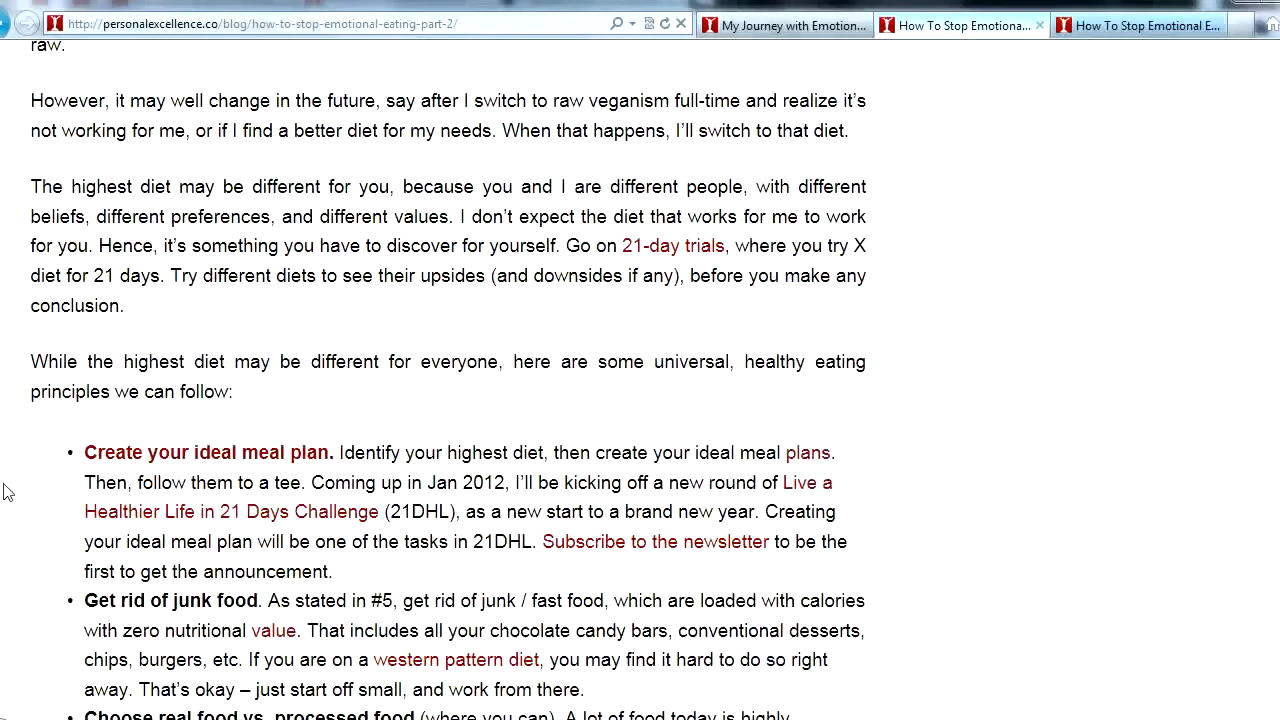 http://personalexcellence.co/blog/how-to-stop-emotional-eating-part-2/
My Journey with Emotion...
How To Stop Emotiona...
How To Stop Emotional E...
raw.
However, it may well change in the future, say after I switch to raw veganism full-time and realize it's
not working for me, or if I find a better diet for my needs. When that happens, I'll switch to that diet.
The highest diet may be different for you, because you and I are different people, with different
beliefs, different preferences, and different values. I don't expect the diet that works for me to work
for you. Hence, it's something you have to discover for yourself. Go on 21-day trials, where you try X
diet for 21 days. Try different diets to see their upsides (and downsides if any), before you make any
conclusion.
While the highest diet may be different for everyone, here are some universal, healthy eating
principles we can follow:
• Create your ideal meal plan. Identify your highest diet, then create your ideal meal plans.
Then, follow them to a tee. Coming up in Jan 2012, I'll be kicking off a new round of Live a
Healthier Life in 21 Days Challenge (21DHL), as a new start to a brand new year. Creating
your ideal meal plan will be one of the tasks in 21DHL. Subscribe to the newsletter to be the
first to get the announcement.
• Get rid of junk food. As stated in #5, get rid of junk / fast food, which are loaded with calories
with zero nutritional value. That includes all your chocolate candy bars, conventional desserts,
chips, burgers, etc. If you are on a western pattern diet, you may find it hard to do so right
away. That's okay – just start off small, and work from there.
• Choose real food vs. processed food (where you can). A lot of food today is highly